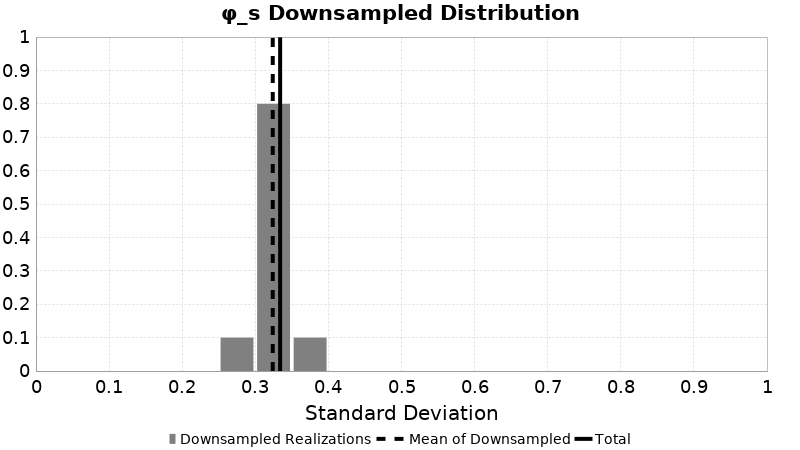 φ_s Downsampled Distribution
1
0.9
0.8
0.7
0.6
0.5
0.4
0.3
0.2
0.1
0
0 0.1 0.2 0.3 0.4 0.5 0.6 0.7 0.8 0.9 1
Standard Deviation
Downsampled Realizations Mean of Downsampled Total